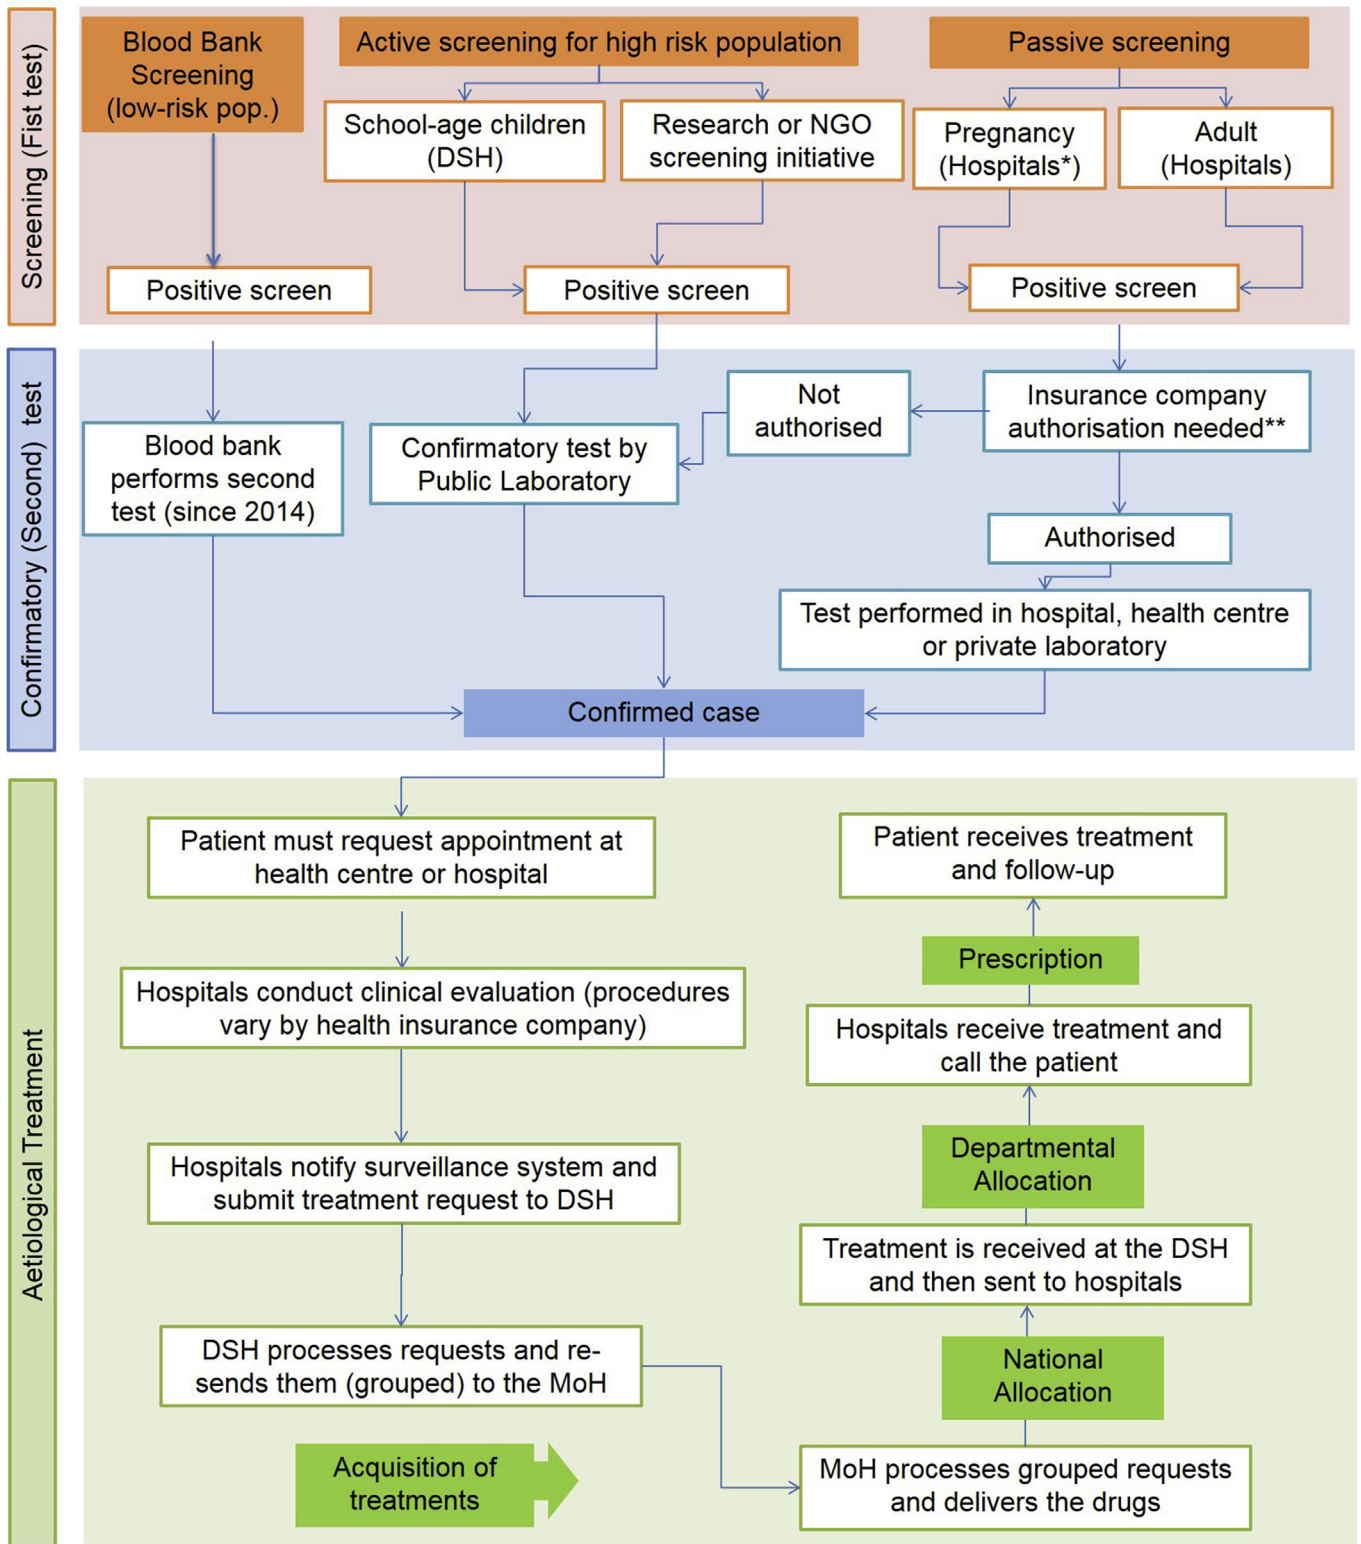 Screening (Fist test)
Blood Bank
Screening
(low-risk pop.)
Active screening for high risk population
Passive screening
School-age children
(DSH)
Research or NGO
screening initiative
Pregnancy
(Hospitals*)
Adult
(Hospitals)
Positive screen
Positive screen
Positive screen
Confirmatory (Second) test
Blood bank
performs second
test (since 2014)
Confirmatory test by
Public Laboratory
Not
authorised
Insurance company
authorisation needed**
Authorised
Test performed in hospital, health centre
or private laboratory
Confirmed case
Aetiological Treatment
Patient must request appointment at
health centre or hospital
Hospitals conduct clinical evaluation (procedures
vary by health insurance company)
Hospitals notify surveillance system and
submit treatment request to DSH
DSH processes requests and re-
sends them (grouped) to the MoH
Acquisition of
treatments
Patient receives treatment
and follow-up
Prescription
Hospitals receive treatment and
call the patient
Departmental
Allocation
Treatment is received at the DSH
and then sent to hospitals
National
Allocation
MoH processes grouped requests
and delivers the drugs